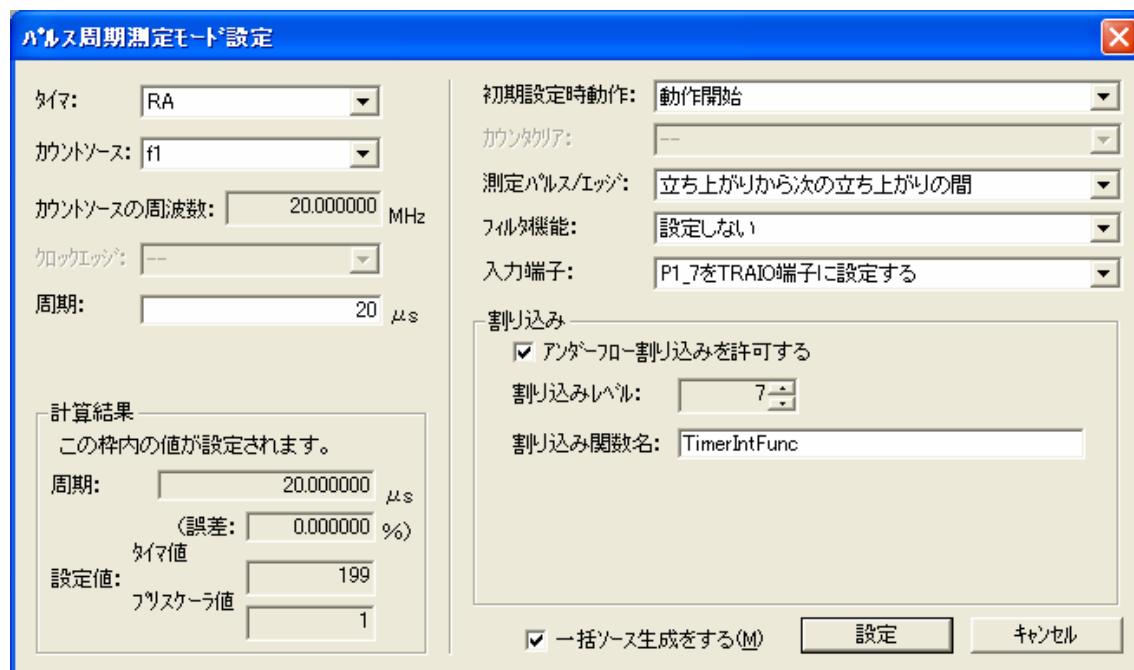 パルス周期測定モード設定
タイマ: RA
カウントソース: f1
カウントソースの周波数: 20.000000 MHz
クロックエッジ: --
周期: 20 μs
計算結果
この枠内の値が設定されます。
周期: 20.000000 μs
(誤差: 0.000000 %)
タイマ値
設定値: 199
プリスケーラ値
1
初期設定時動作: 動作開始
カウンタクリア: --
測定パルス/エッジ: 立ち上がりから次の立ち上がりの間
フィルタ機能: 設定しない
入力端子: P1_7をTRAIO端子に設定する
割り込み
アンダーフロー割り込みを許可する
割り込みレベル: 7
割り込み関数名: TimerIntFunc
一括ソース生成をする(M)
設定
キャンセル